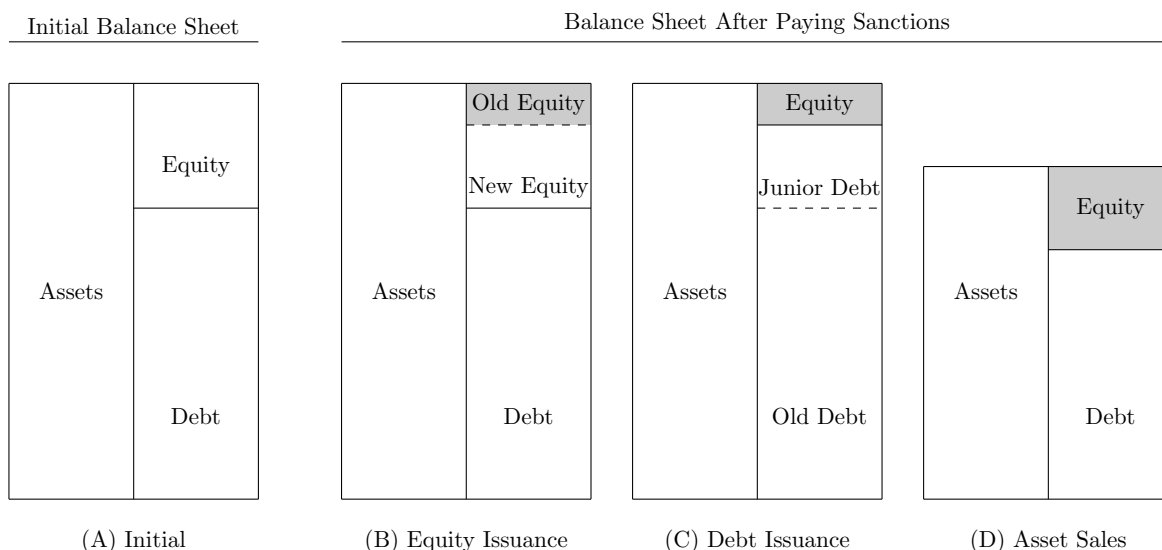 Initial Balance Sheet
Balance Sheet After Paying Sanctions
Assets
Equity
Debt
(A) Initial
Assets
Old Equity
New Equity
Debt
(B) Equity Issuance
Assets
Equity
Junior Debt
Old Debt
(C) Debt Issuance
Assets
Equity
Debt
(D) Asset Sales